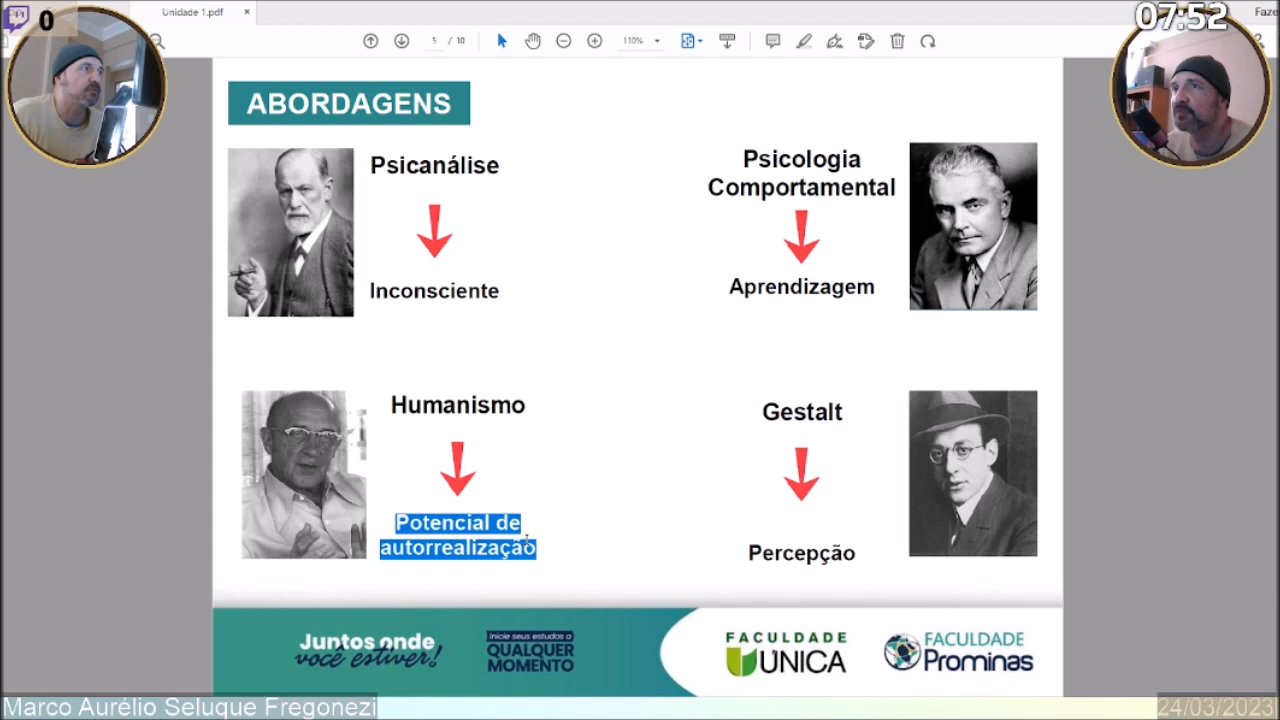 0
Unidade 1.pdf
×
Faze
07:52
5 / 10
110%
ABORDAGENS
Psicanálise
Inconsciente
Psicologia
Comportamental
Aprendizagem
Humanismo
Potencial de
autorrealização
Gestalt
Percepção
Juntos onde
você estiver!
Inicie seus estudos a
QUALQUER
MOMENTO
FACULDADE
ÚNICA
FACULDADE
Prominas
Marco Aurélio Seluque Fregonezi
24/03/2023